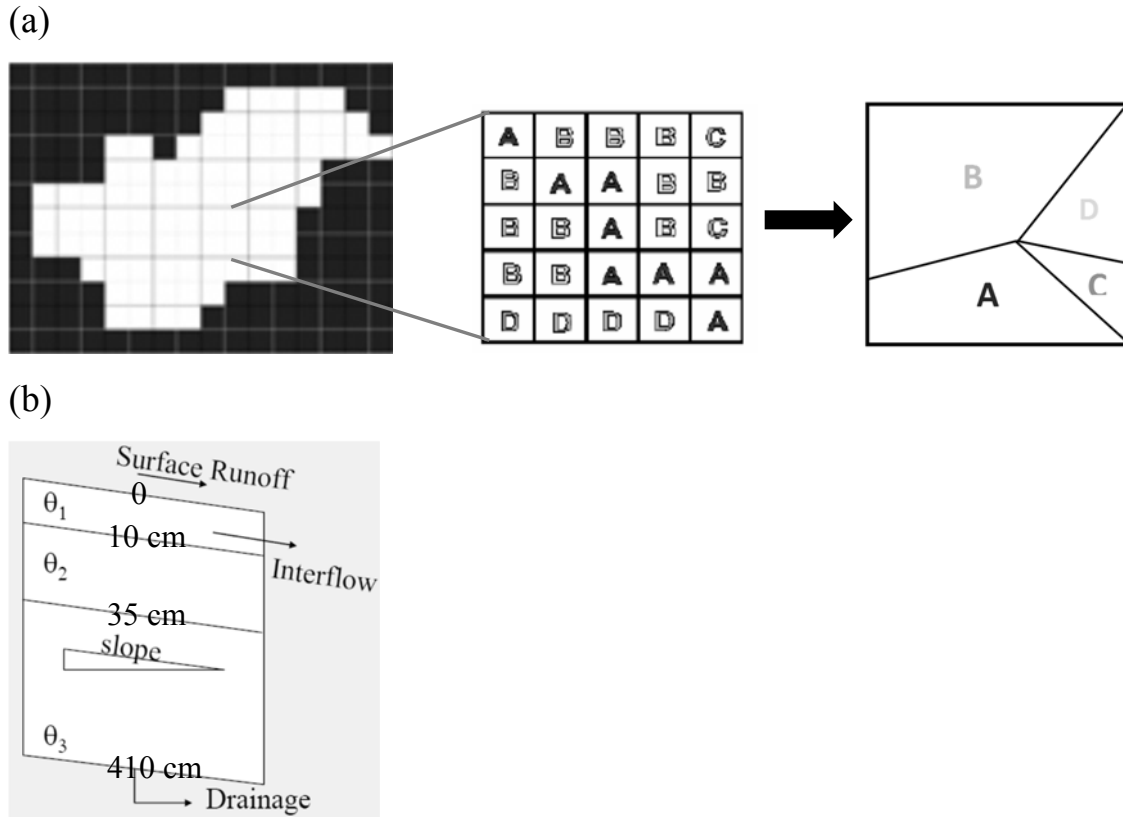 (a)
A B B B C
B A A B B
B B A B C
B B A A A
D D D D A
B
D
A
C
(b)
Surface Runoff
0
θ1
10 cm
Interflow
θ2
35 cm
slope
θ3
410 cm
Drainage